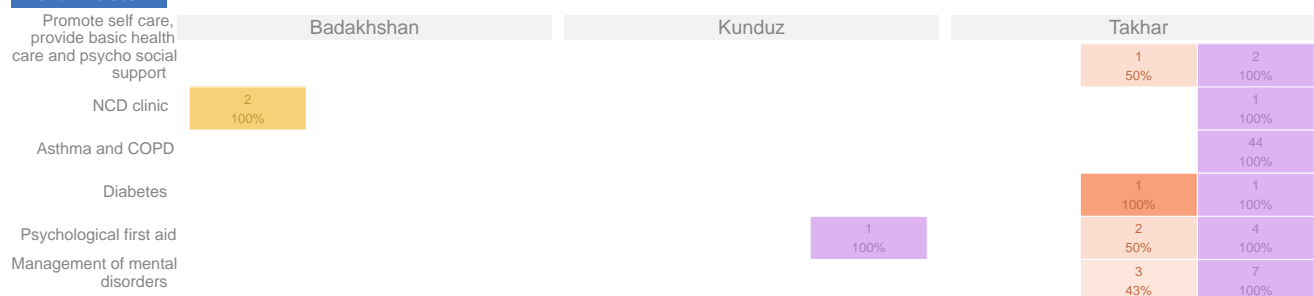 Promote self care,
provide basic health
care and psycho social
support
Badakhshan Kunduz Takhar
1 2
50% 100%
NCD clinic 2 1
100% 100%
Asthma and COPD 44
100%
Diabetes 1 1
100% 100%
Psychological first aid 1 2 4
100% 50% 100%
Management of mental
disorders
3 7
43% 100%